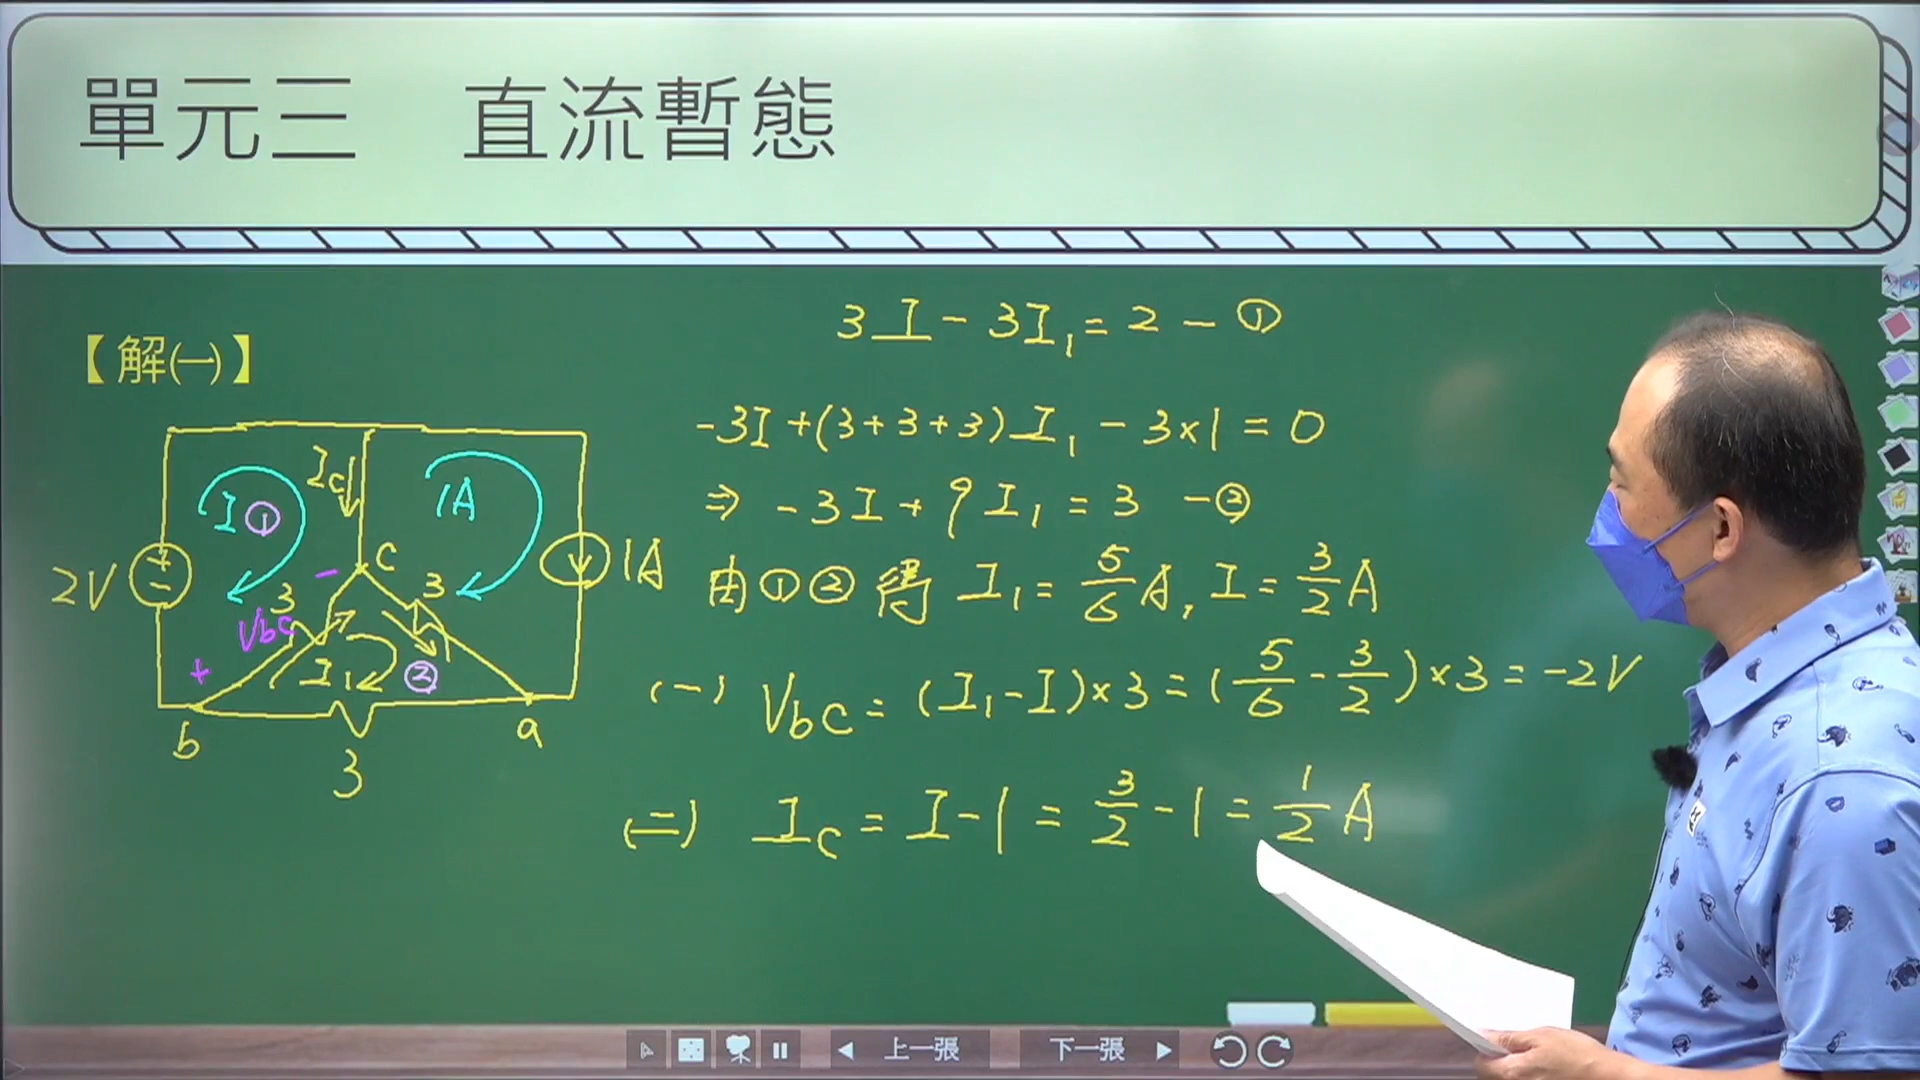 單元三 直流暫態
【解(一)】
3I - 3I₁ = 2 - ①
-3I + (3+3+3)I₁ - 3×1 = 0
⇒ -3I + 9I₁ = 3 - ②
由①②得 I₁ = 5/6 A, I = 3/2 A
(一) Vbc = (I₁-I)×3 = (5/6 - 3/2)×3 = -2V
(二) Ic = I-1 = 3/2 - 1 = 1/2 A
I ①
Ic
1A
2V
+
-
c
-
3
3
1A
Vbc
+
I₁
②
b
a
3
上一張
下一張